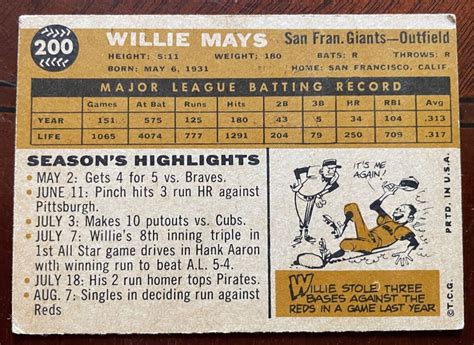 200
WILLIE MAYS San Fran. Giants—Outfield
HEIGHT: 5:11 WEIGHT: 180 BATS: R THROWS: R
BORN: MAY 6, 1931 HOME: SAN FRANCISCO, CALIF.
MAJOR LEAGUE BATTING RECORD
Games At Bat Runs Hits 2B 3B HR RBI Avg.
YEAR 151 575 125 180 43 5 34 104 .313
LIFE 1065 4074 777 1291 204 79 250 709 .317
SEASON'S HIGHLIGHTS
• MAY 2: Gets 4 for 5 vs. Braves.
• JUNE 11: Pinch hits 3 run HR against
Pittsburgh.
• JULY 3: Makes 10 putouts vs. Cubs.
• JULY 7: Willie's 8th inning triple in
1st All Star game drives in Hank Aaron
with winning run to beat A.L. 5-4.
• JULY 18: His 2 run homer tops Pirates.
• AUG. 7: Singles in deciding run against
Reds
IT'S ME
AGAIN!
WILLIE STOLE THREE
BASES AGAINST THE
REDS IN A GAME LAST YEAR
©T.C.G. PRTD. IN U.S.A.